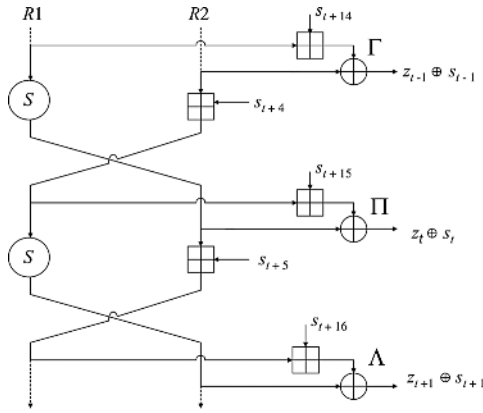 R1 R2 s_{t+14}
Γ
z_{t-1} ⊕ s_{t-1}
S
s_{t+4}
s_{t+15}
Π
z_t ⊕ s_t
S
s_{t+5}
s_{t+16}
Λ
z_{t+1} ⊕ s_{t+1}